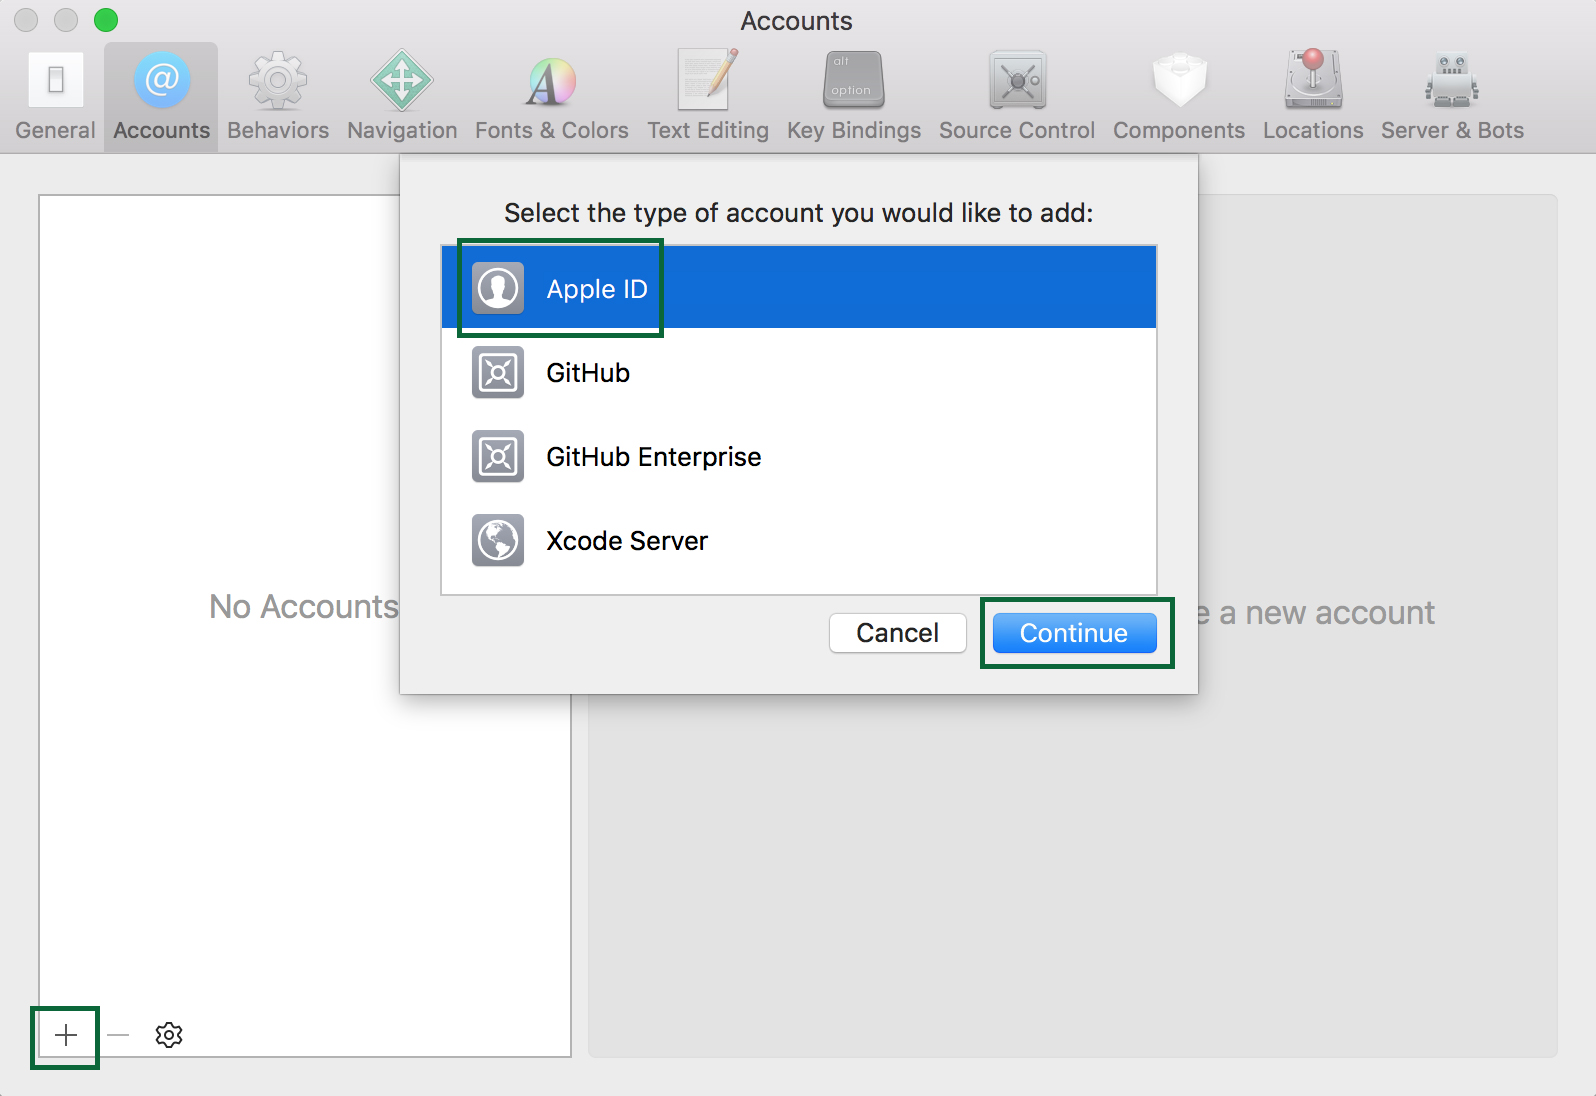 Accounts
General
Accounts
Behaviors
Navigation
Fonts & Colors
Text Editing
alt
option
Key Bindings
Source Control
Components
Locations
Server & Bots
Select the type of account you would like to add:
Apple ID
GitHub
GitHub Enterprise
Xcode Server
No Accounts
Cancel
Continue
e a new account